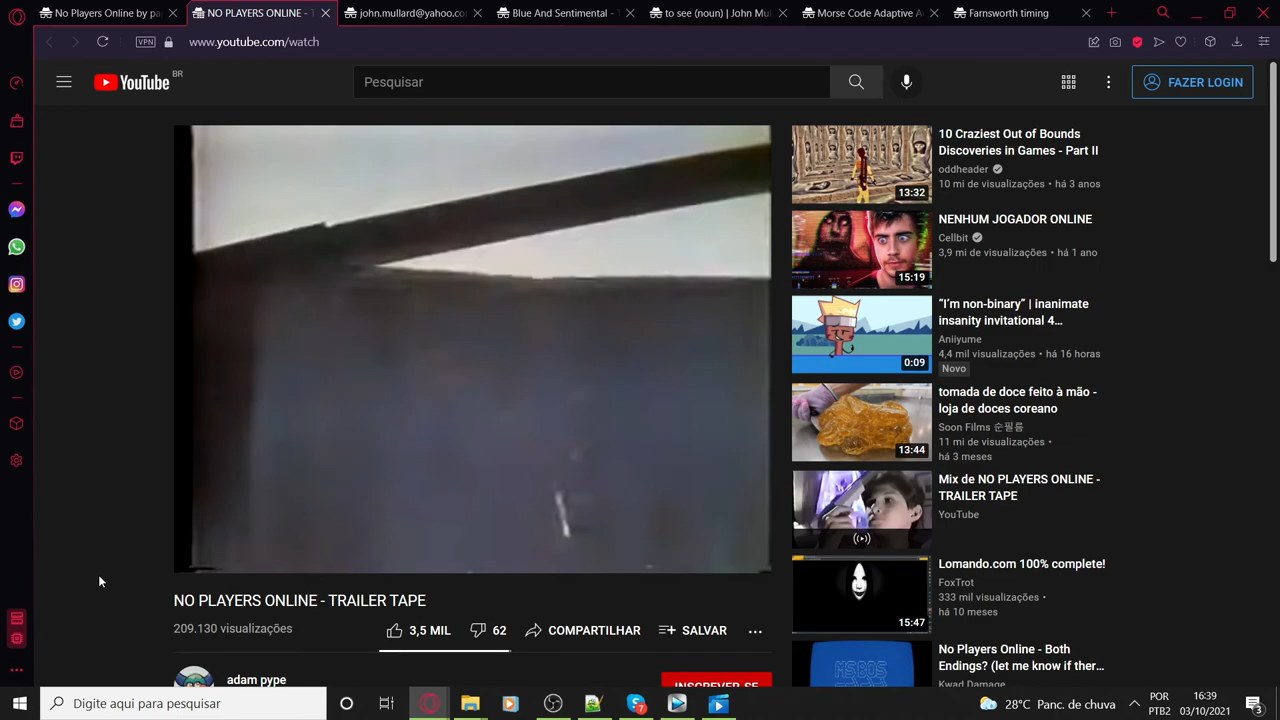 No Players Online by pa
NO PLAYERS ONLINE - T
john.mullard@yahoo.co
Blue And Sentimental - T
to see (noun) | John Mul
Morse Code Adaptive A
Farnsworth timing
VPN
www.youtube.com/watch
YouTube BR
Pesquisar
FAZER LOGIN
10 Craziest Out of Bounds
Discoveries in Games - Part II
oddheader
10 mi de visualizações • há 3 anos
13:32
NENHUM JOGADOR ONLINE
Cellbit
3,9 mi de visualizações • há 1 ano
15:19
“I’m non-binary” | inanimate
insanity invitational 4...
Aniiyume
4,4 mil visualizações • há 16 horas
Novo
0:09
tomada de doce feito à mão -
loja de doces coreano
Soon Films 순필름
11 mi de visualizações •
há 3 meses
13:44
Mix de NO PLAYERS ONLINE -
TRAILER TAPE
YouTube
Lomando.com 100% complete!
FoxTrot
333 mil visualizações •
há 10 meses
15:47
No Players Online - Both
Endings? (let me know if ther...
Kwad Damage
NO PLAYERS ONLINE - TRAILER TAPE
209.130 visualizações
3,5 MIL
62
COMPARTILHAR
SALVAR
adam pype
INSCREVER-SE
Digite aqui para pesquisar
7
28°C Panc. de chuva
POR
PTB2
16:39
03/10/2021
3